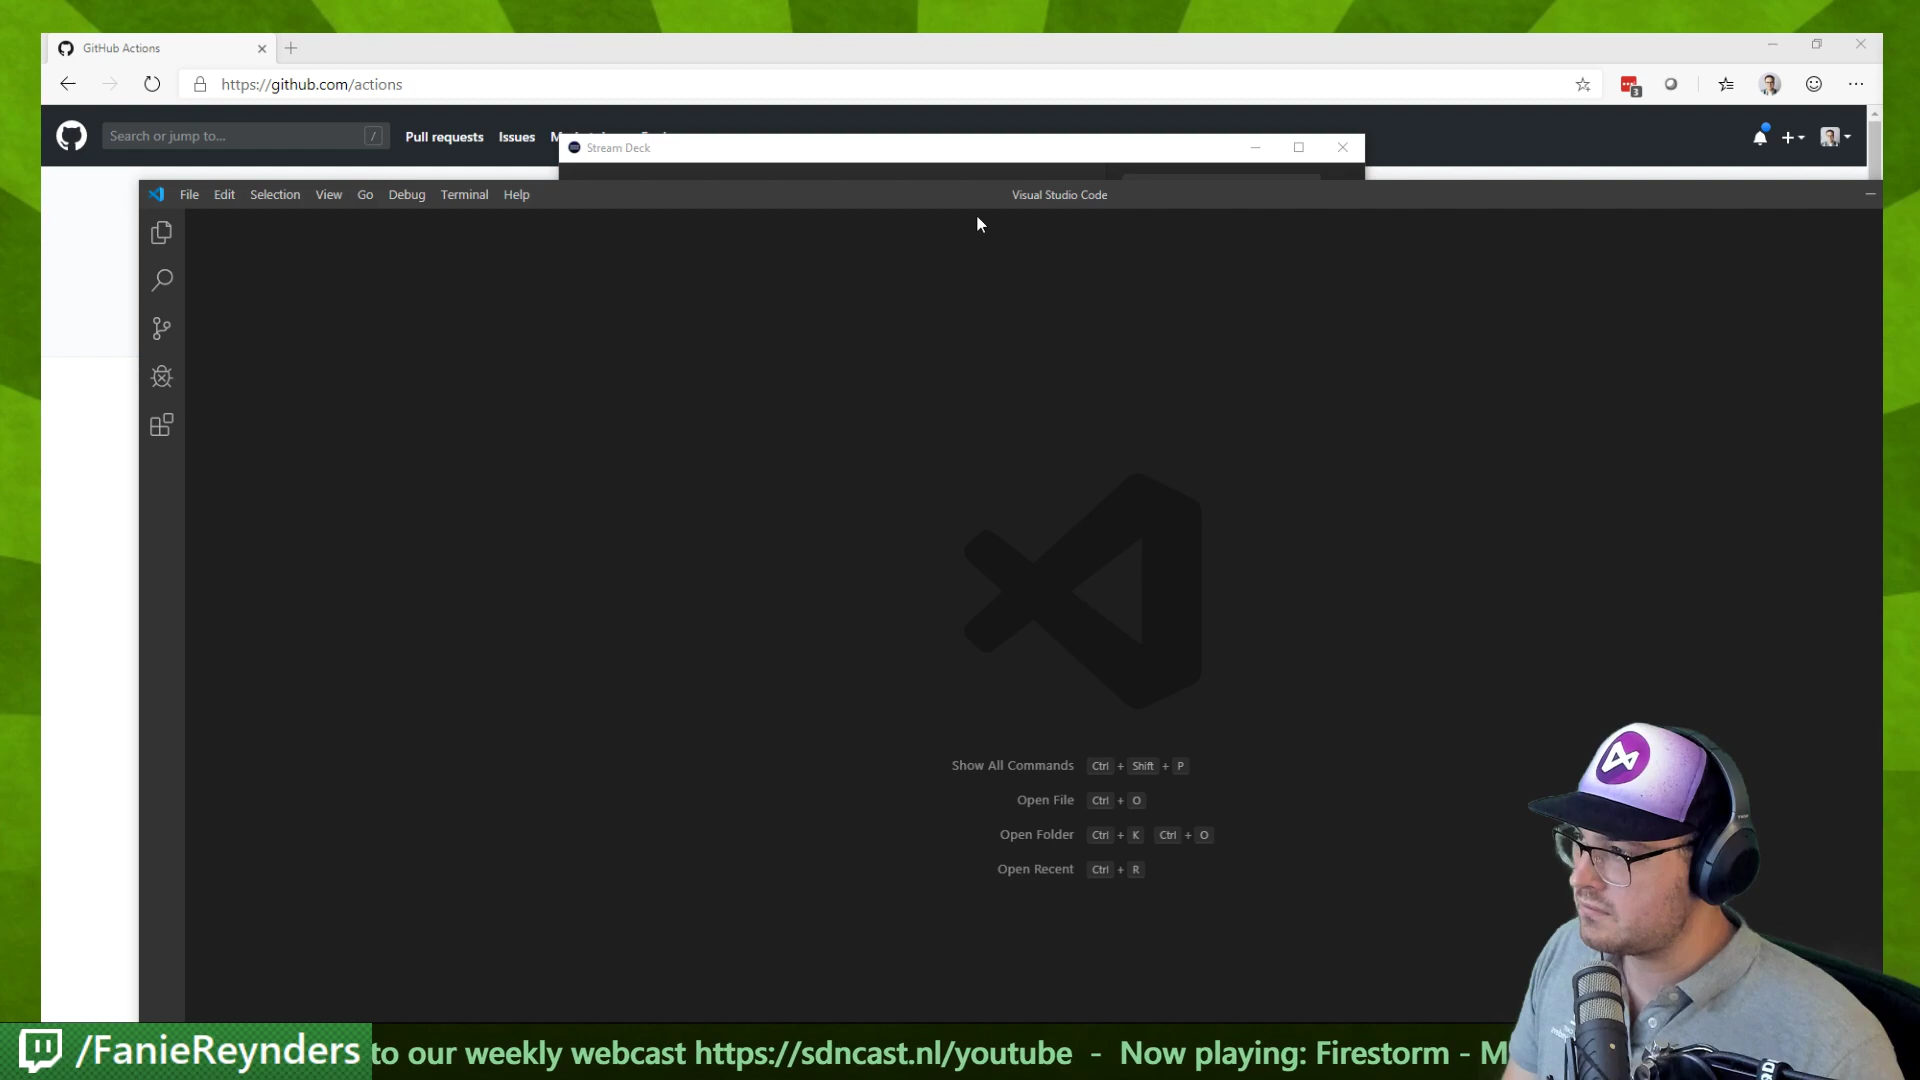 GitHub Actions
https://github.com/actions
3
Search or jump to...
/
Pull requests
Issues
Stream Deck
File
Edit
Selection
View
Go
Debug
Terminal
Help
Visual Studio Code
Show All Commands Ctrl + Shift + P
Open File Ctrl + O
Open Folder Ctrl + K Ctrl + O
Open Recent Ctrl + R
/FanieReynders
to our weekly webcast https://sdncast.nl/youtube - Now playing: Firestorm - M